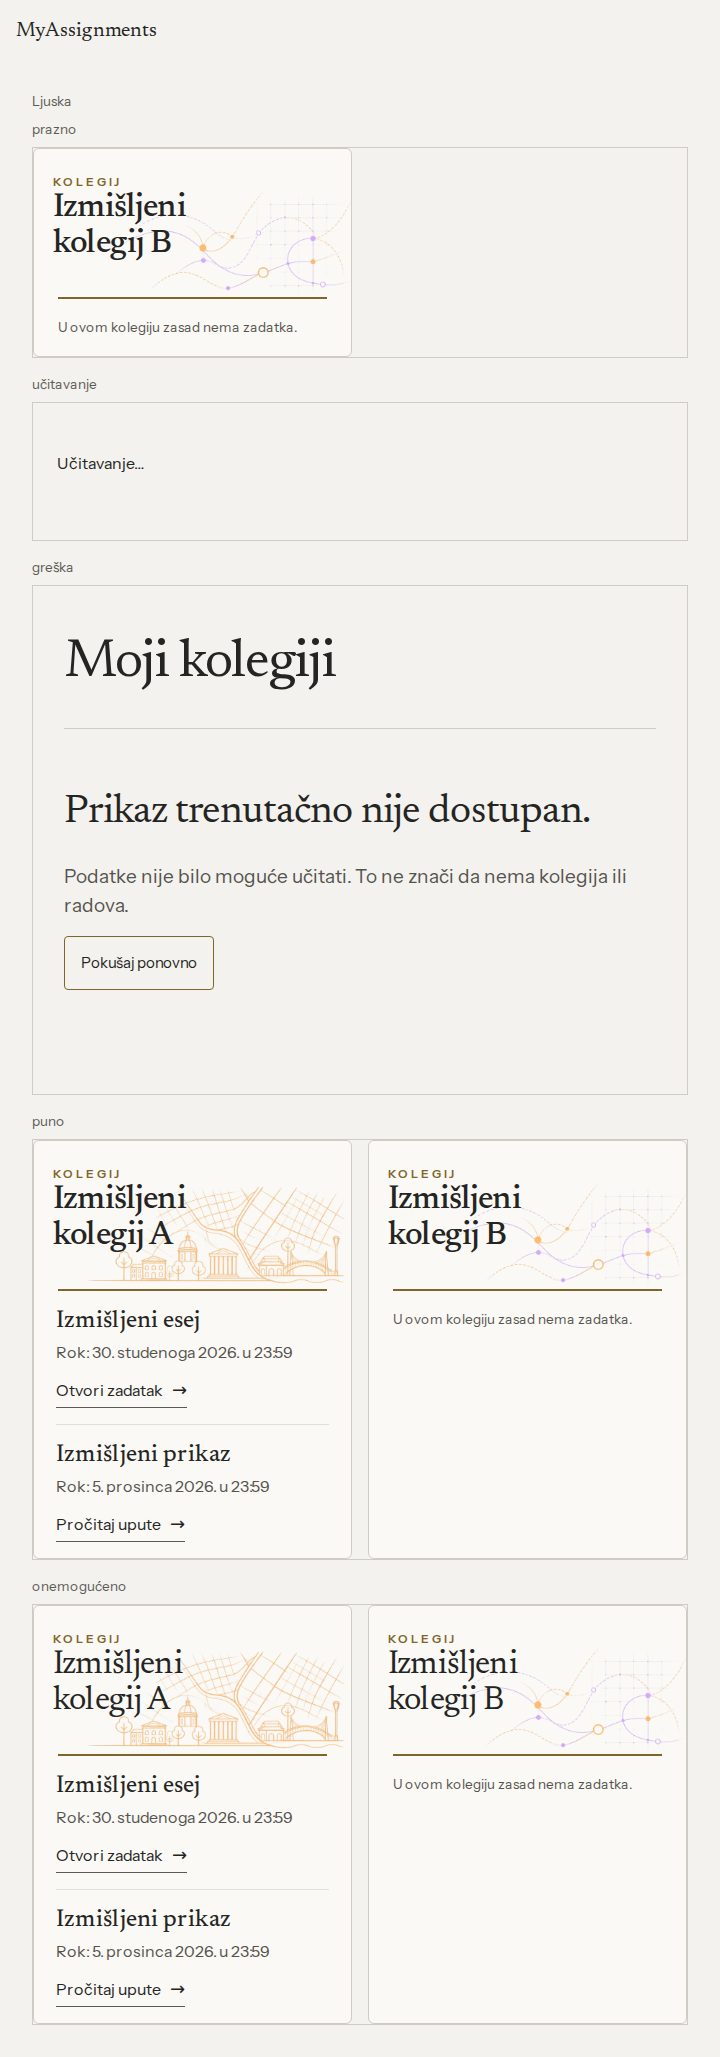 MyAssignments
Ljuska
prazno
KOLEGIJ
Izmišljeni
kolegij B
U ovom kolegiju zasad nema zadatka.
učitavanje
Učitavanje…
greška
Moji kolegiji
Prikaz trenutačno nije dostupan.
Podatke nije bilo moguće učitati. To ne znači da nema kolegija ili
radova.
Pokušaj ponovno
puno
KOLEGIJ
Izmišljeni
kolegij A
Izmišljeni esej
Rok: 30. studenoga 2026. u 23:59
Otvori zadatak →
Izmišljeni prikaz
Rok: 5. prosinca 2026. u 23:59
Pročitaj upute →
KOLEGIJ
Izmišljeni
kolegij B
U ovom kolegiju zasad nema zadatka.
onemogućeno
KOLEGIJ
Izmišljeni
kolegij A
Izmišljeni esej
Rok: 30. studenoga 2026. u 23:59
Otvori zadatak →
Izmišljeni prikaz
Rok: 5. prosinca 2026. u 23:59
Pročitaj upute →
KOLEGIJ
Izmišljeni
kolegij B
U ovom kolegiju zasad nema zadatka.